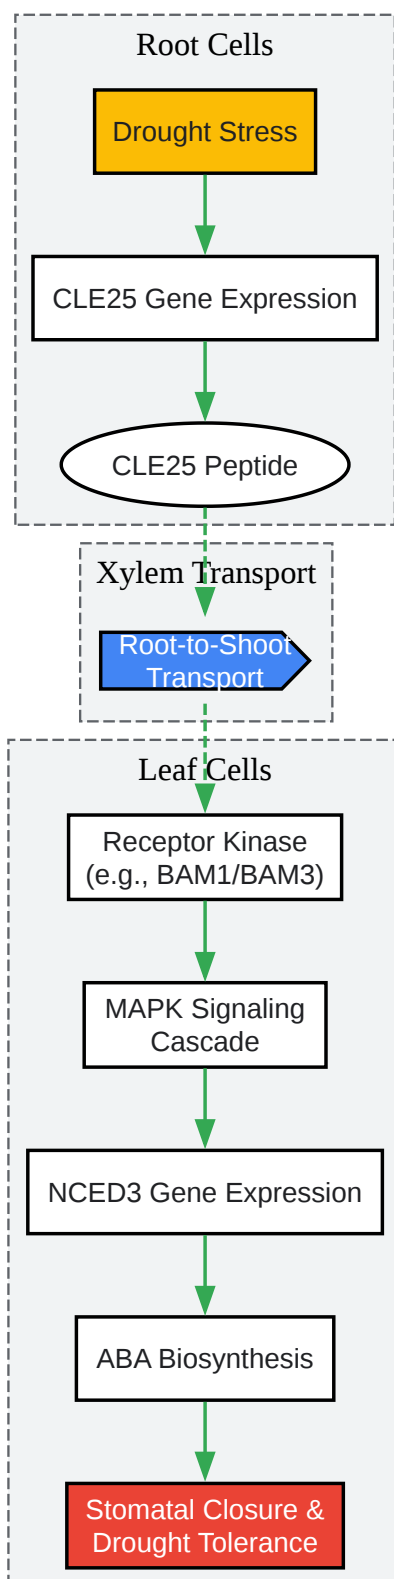 Root Cells
Drought Stress
CLE25 Gene Expression
CLE25 Peptide
Xylem Transport
Root-to-Shoot
Transport
Leaf Cells
Receptor Kinase
(e.g., BAM1/BAM3)
MAPK Signaling
Cascade
NCED3 Gene Expression
ABA Biosynthesis
Stomatal Closure &
Drought Tolerance